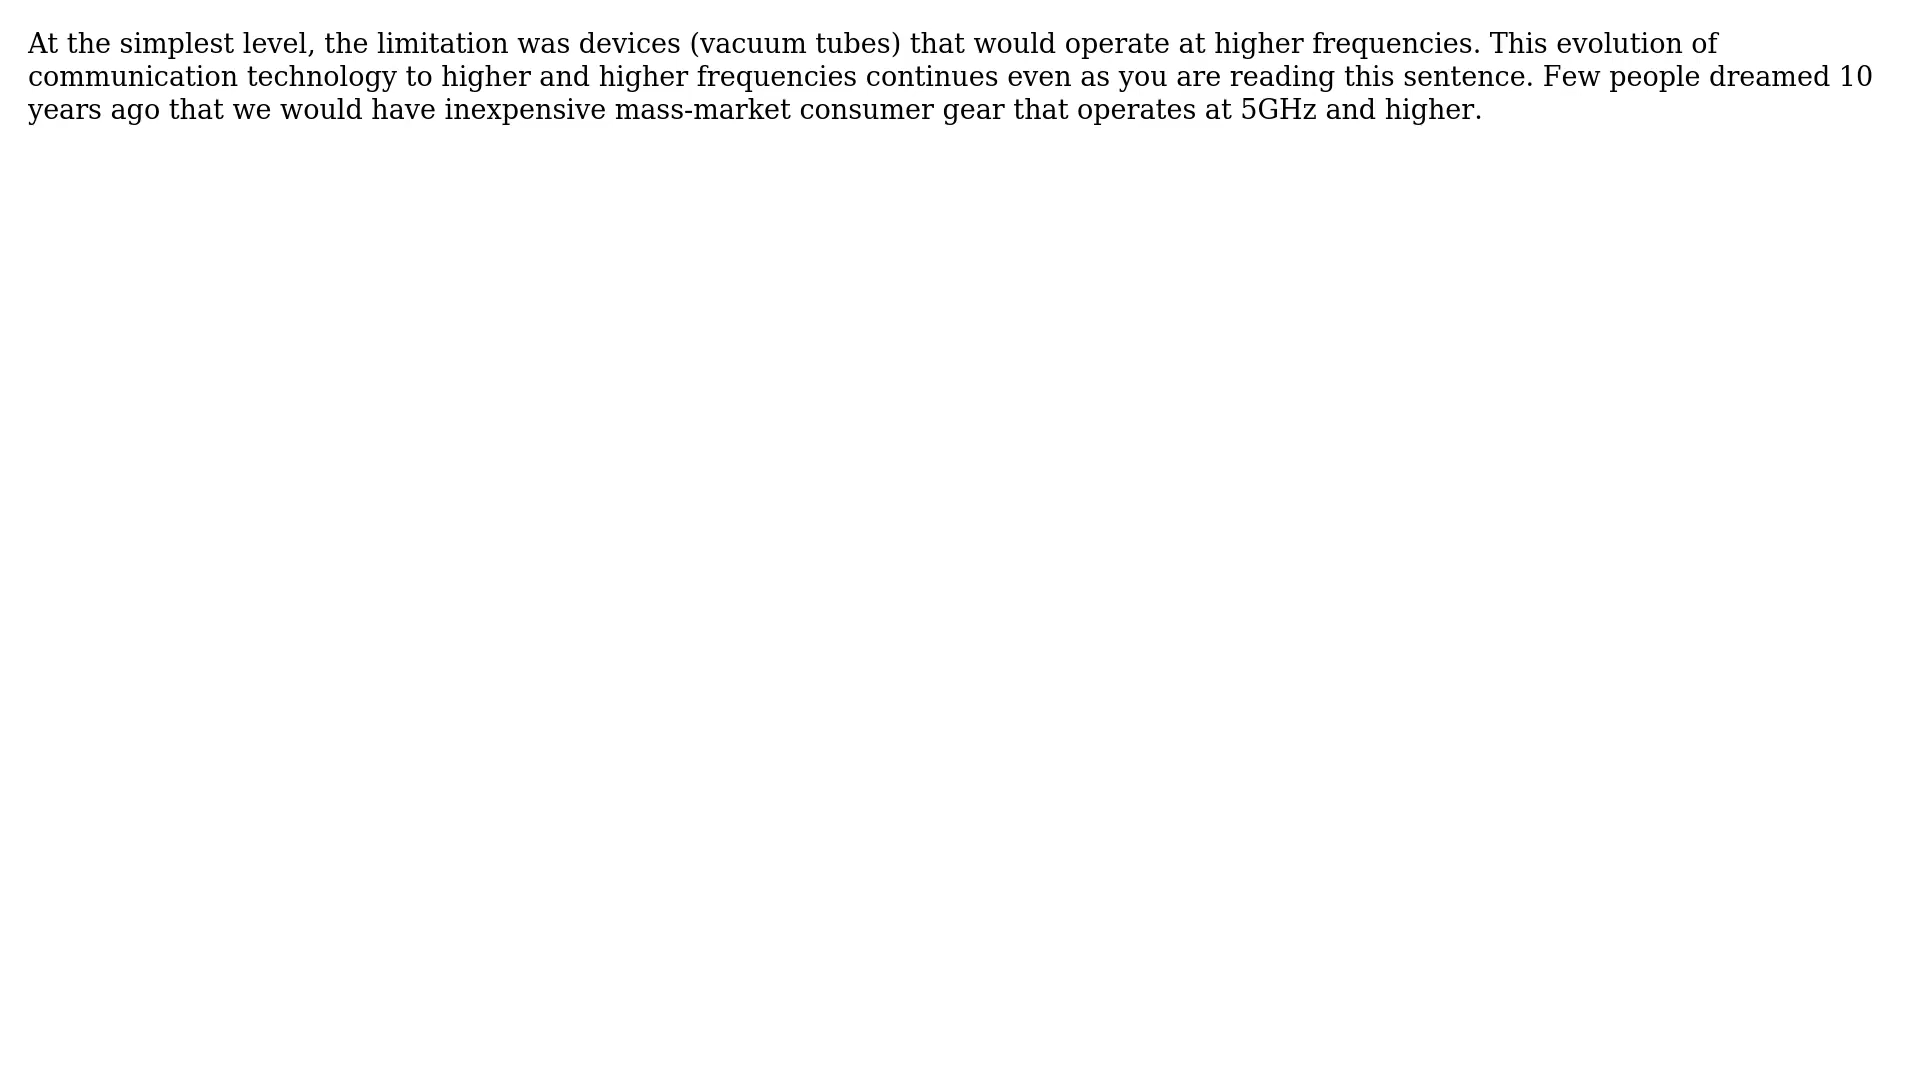 At the simplest level, the limitation was devices (vacuum tubes) that would operate at higher frequencies. This evolution of
communication technology to higher and higher frequencies continues even as you are reading this sentence. Few people dreamed 10
years ago that we would have inexpensive mass-market consumer gear that operates at 5GHz and higher.